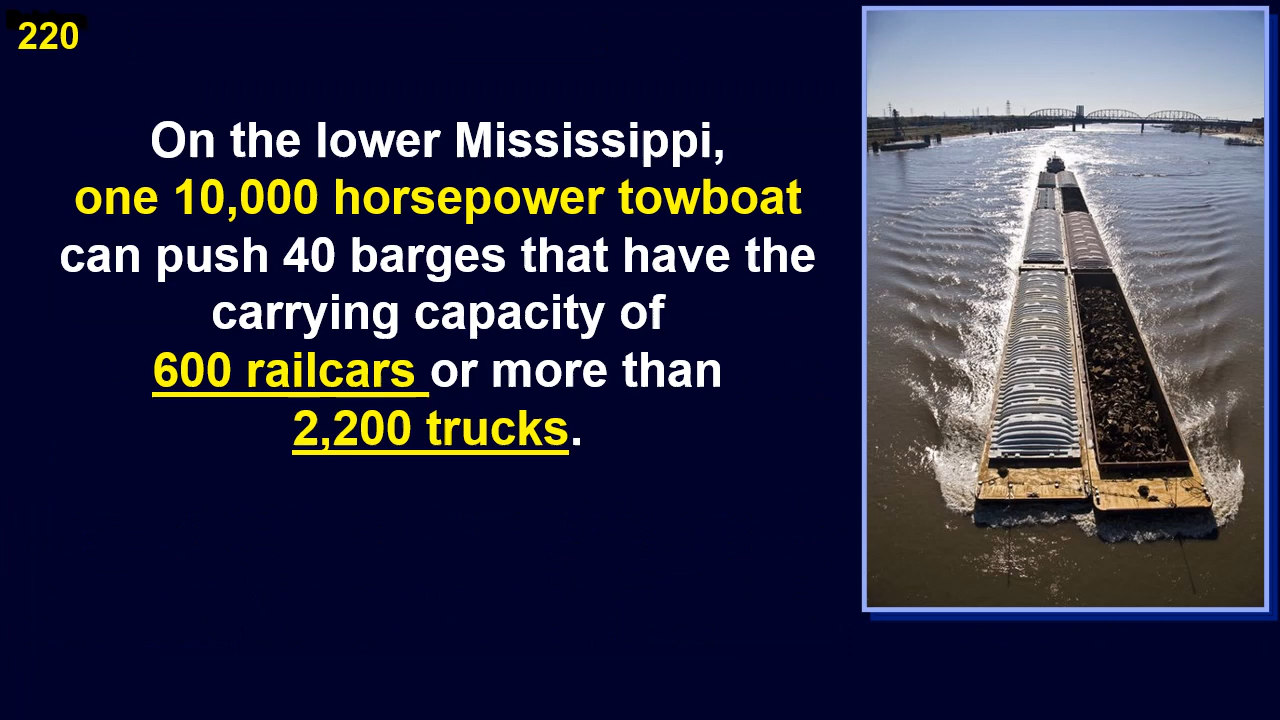 220
On the lower Mississippi,
one 10,000 horsepower towboat
can push 40 barges that have the
carrying capacity of
600 railcars or more than
2,200 trucks.